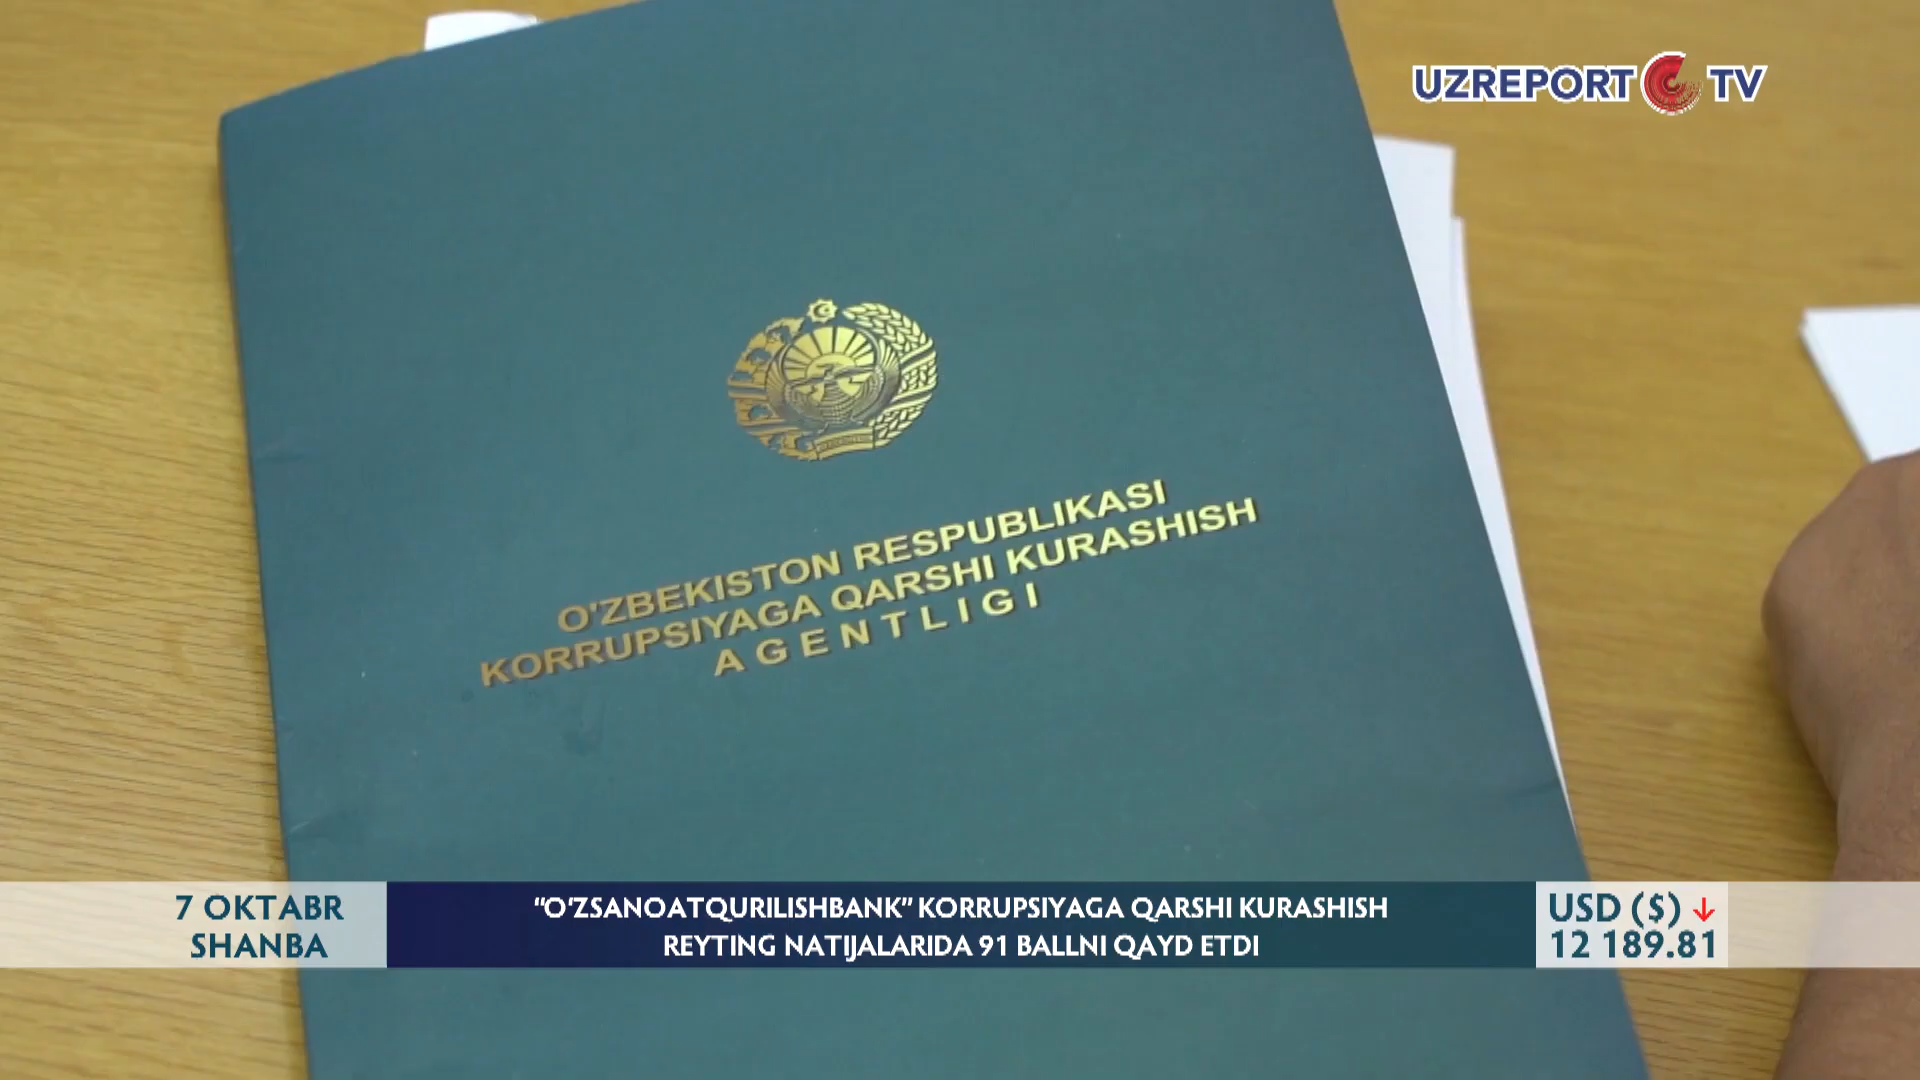 UZREPORT TV
O'ZBEKISTON RESPUBLIKASI
KORRUPSIYAGA QARSHI KURASHISH
AGENTLIGI
7 OKTABR
SHANBA
“O‘ZSANOATQURILISHBANK” KORRUPSIYAGA QARSHI KURASHISH
REYTING NATIJALARIDA 91 BALLNI QAYD ETDI
USD ($) ↓
12 189.81